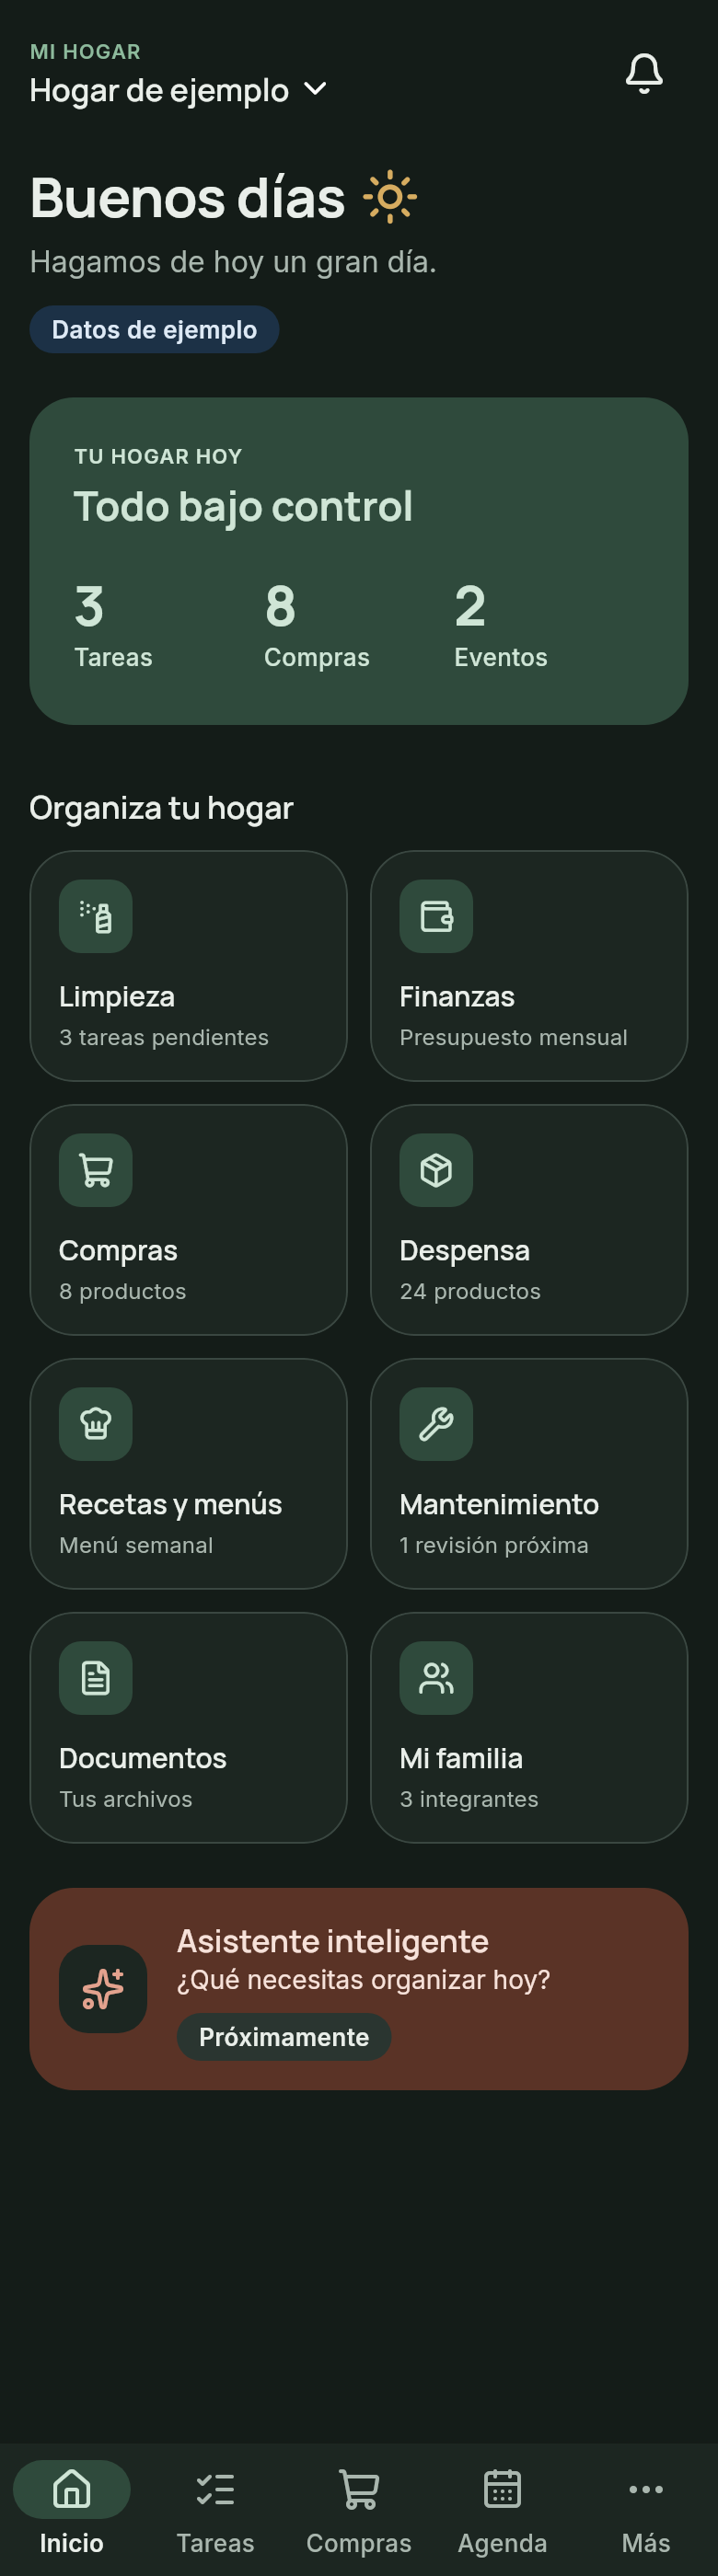 MI HOGAR
Hogar de ejemplo
Buenos días
Hagamos de hoy un gran día.
Datos de ejemplo
TU HOGAR HOY
Todo bajo control
3 8 2
Tareas Compras Eventos
Organiza tu hogar
Limpieza
3 tareas pendientes
Finanzas
Presupuesto mensual
Compras
8 productos
Despensa
24 productos
Recetas y menús
Menú semanal
Mantenimiento
1 revisión próxima
Documentos
Tus archivos
Mi familia
3 integrantes
Asistente inteligente
¿Qué necesitas organizar hoy?
Próximamente
Inicio Tareas Compras Agenda Más